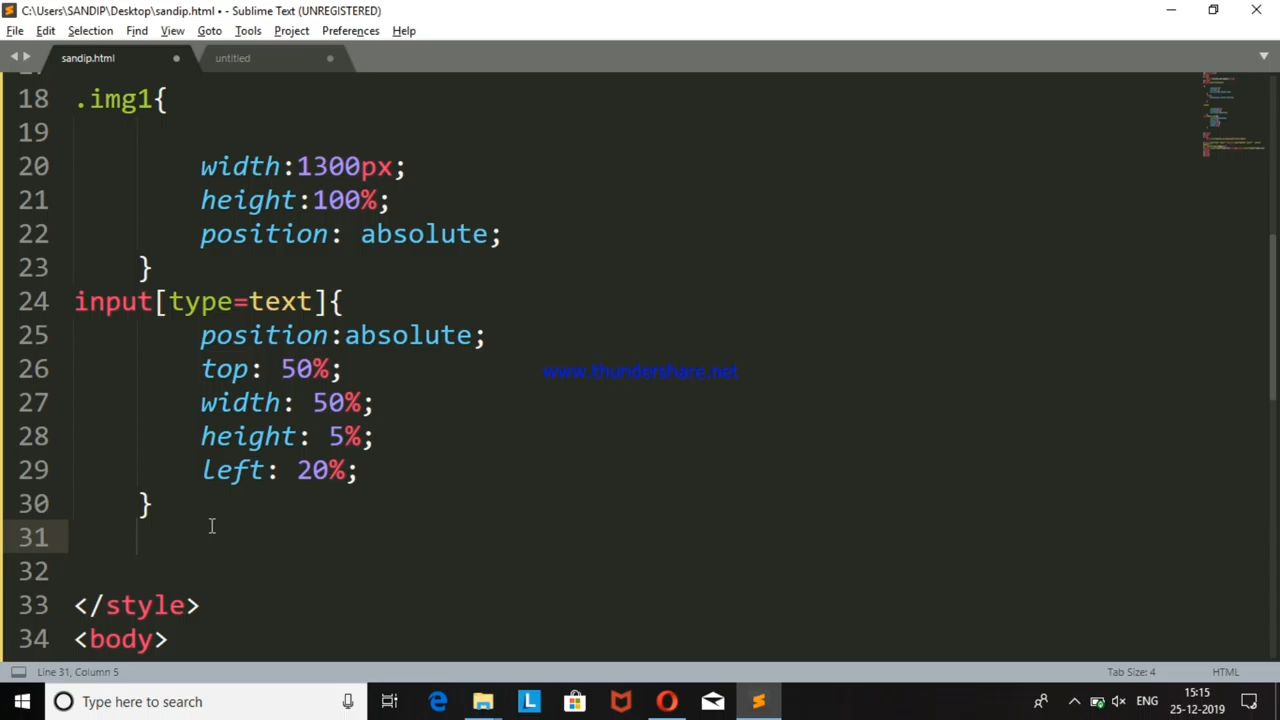 C:\Users\SANDIP\Desktop\sandip.html • - Sublime Text (UNREGISTERED)
File Edit Selection Find View Goto Tools Project Preferences Help
sandip.html untitled
18 .img1{
19
20 width:1300px;
21 height:100%;
22 position: absolute;
23 }
24 input[type=text]{
25 position:absolute;
26 top: 50%;
www.thundershare.net
27 width: 50%;
28 height: 5%;
29 left: 20%;
30 }
31
32
33 </style>
34 <body>
Line 31, Column 5 Tab Size: 4 HTML
Type here to search ENG 15:15
25-12-2019